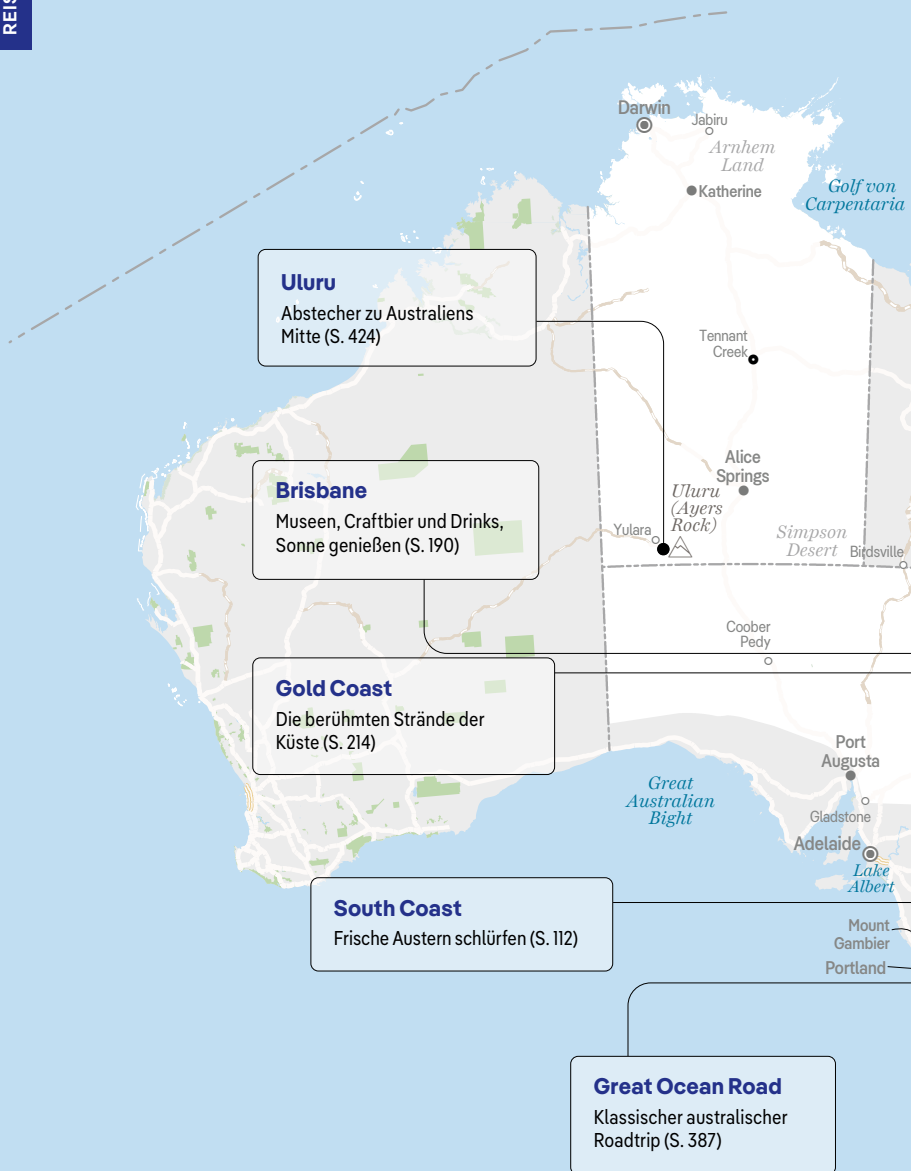 REIS
Darwin
Jabiru
Arnhem
Land
Katherine
Golf von
Carpentaria
Uluru
Abstecher zu Australiens
Mitte (S. 424)
Tennant
Creek
Alice
Springs
Uluru
(Ayers
Rock)
Yulara
Simpson
Desert
Birdsville
Brisbane
Museen, Craftbier und Drinks,
Sonne genießen (S. 190)
Coober
Pedy
Gold Coast
Die berühmten Strände der
Küste (S. 214)
Port
Augusta
Great
Australian
Bight
Gladstone
Adelaide
Lake
Albert
South Coast
Frische Austern schlürfen (S. 112)
Mount
Gambier
Portland
Great Ocean Road
Klassischer australischer
Roadtrip (S. 387)